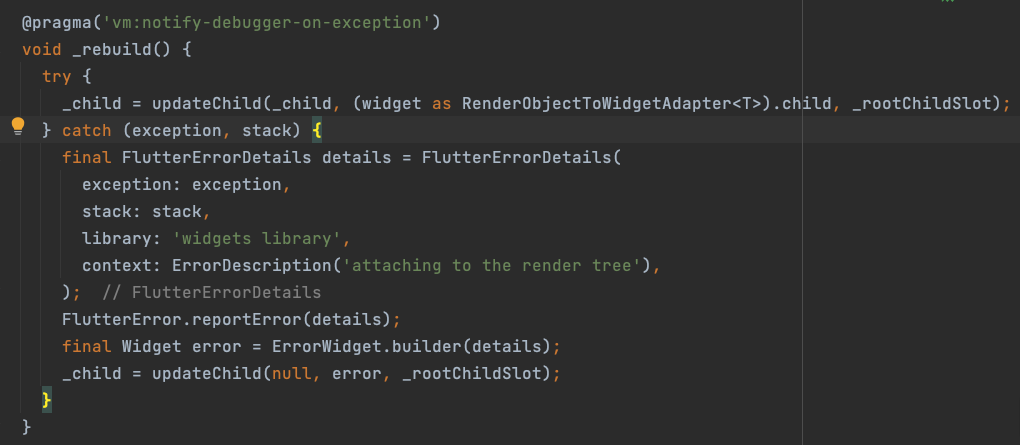 @pragma('vm:notify-debugger-on-exception')
void _rebuild() {
  try {
    _child = updateChild(_child, (widget as RenderObjectToWidgetAdapter<T>).child, _rootChildSlot);
  } catch (exception, stack) {
    final FlutterErrorDetails details = FlutterErrorDetails(
      exception: exception,
      stack: stack,
      library: 'widgets library',
      context: ErrorDescription('attaching to the render tree'),
    );  // FlutterErrorDetails
    FlutterError.reportError(details);
    final Widget error = ErrorWidget.builder(details);
    _child = updateChild(null, error, _rootChildSlot);
  }
}